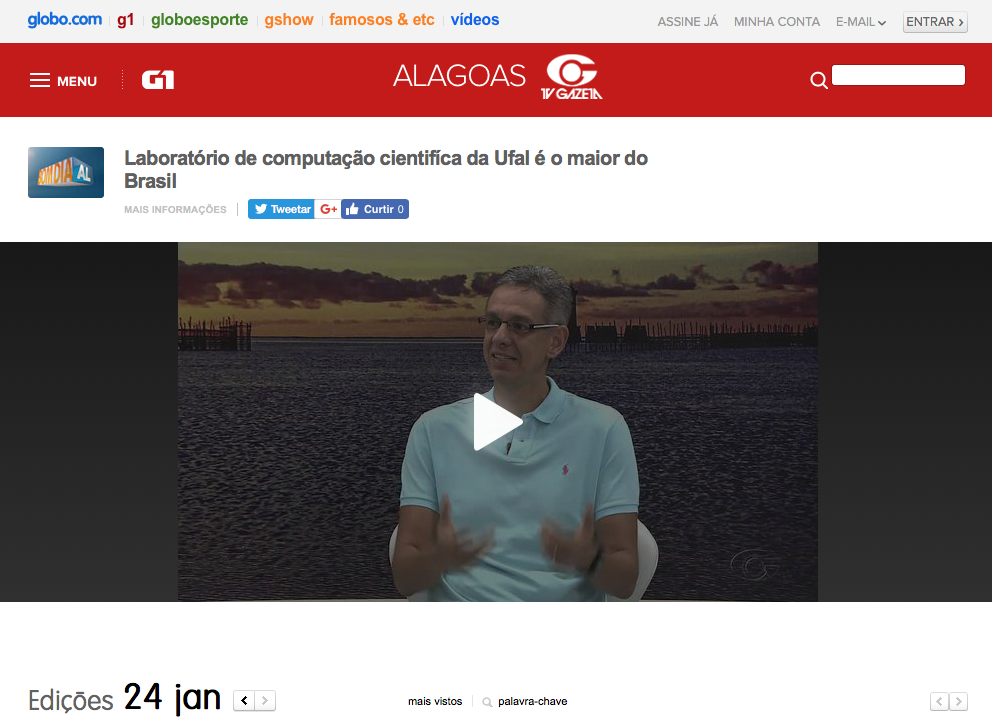 globo.com g1 globoesporte gshow famosos & etc vídeos ASSINE JÁ MINHA CONTA E-MAIL ENTRAR ›
MENU G1 ALAGOAS TV GAZETA
BOM DIA AL
Laboratório de computação cientifíca da Ufal é o maior do
Brasil
MAIS INFORMAÇÕES Tweetar G+ Curtir 0
Edições 24 jan mais vistos palavra-chave